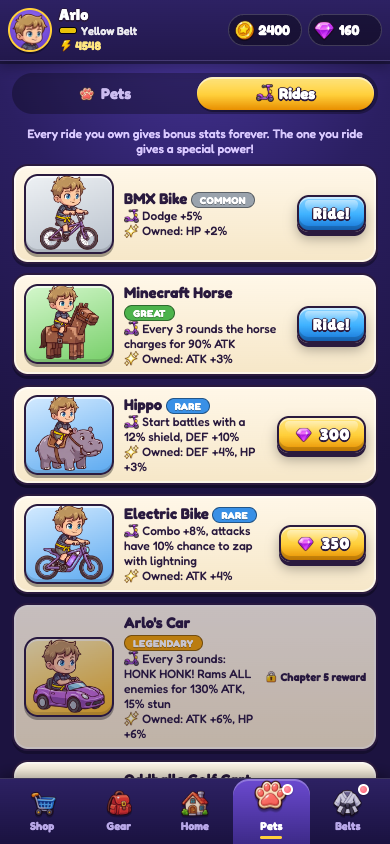 Arlo
Yellow Belt
4548
2400
160
Pets
Rides
Every ride you own gives bonus stats forever. The one you ride
gives a special power!
BMX Bike COMMON
Dodge +5%
Owned: HP +2%
Ride!
Minecraft Horse
GREAT
Every 3 rounds the horse
charges for 90% ATK
Owned: ATK +3%
Ride!
Hippo RARE
Start battles with a
12% shield, DEF +10%
Owned: DEF +4%, HP
+3%
300
Electric Bike RARE
Combo +8%, attacks
have 10% chance to zap
with lightning
Owned: ATK +4%
350
Arlo's Car
LEGENDARY
Every 3 rounds:
HONK HONK! Rams ALL
enemies for 130% ATK,
15% stun
Owned: ATK +6%, HP
+6%
Chapter 5 reward
Shop
Gear
Home
Pets
Belts